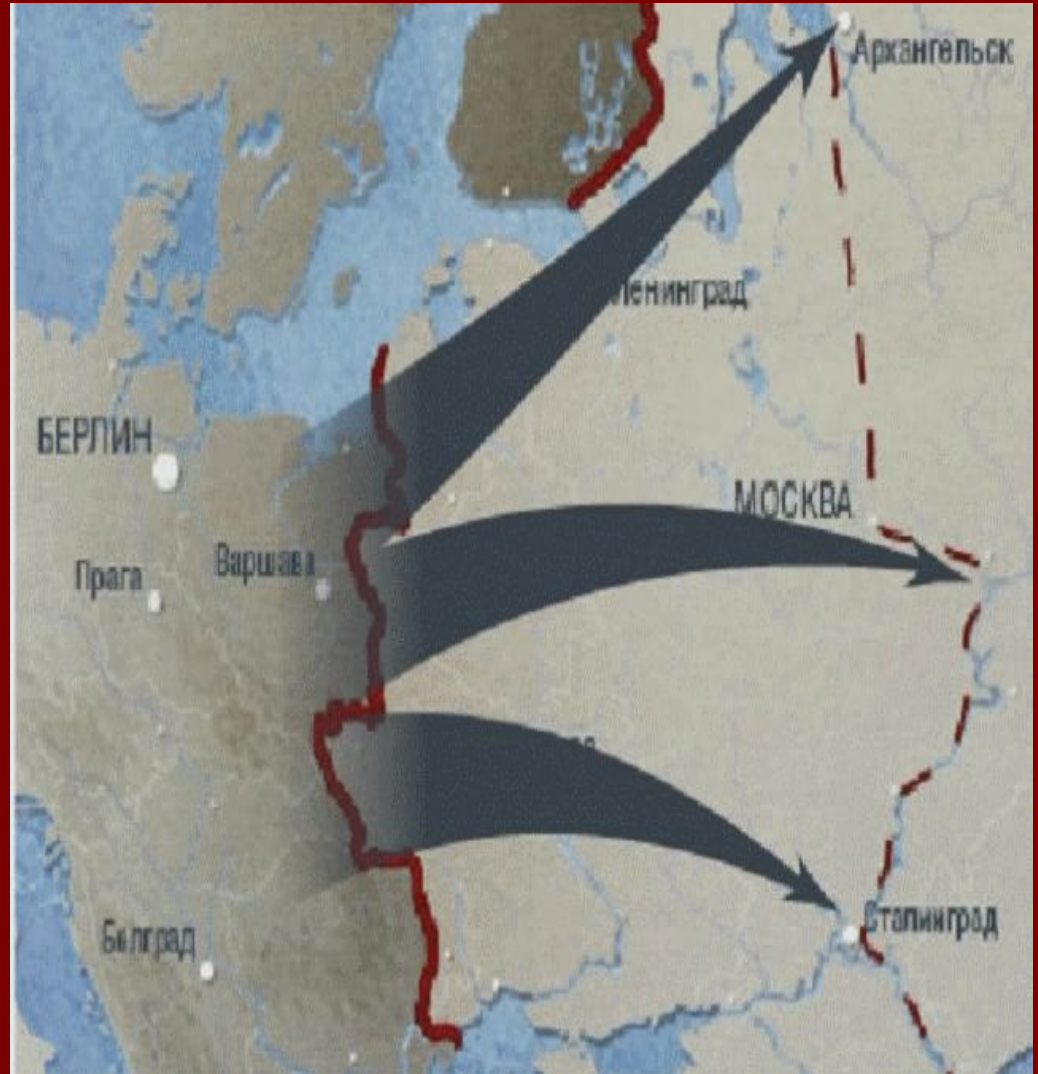 Архангельск
Ленинград
БЕРЛИН
МОСКВА
Варшава
Прага
Сталинград
Белград